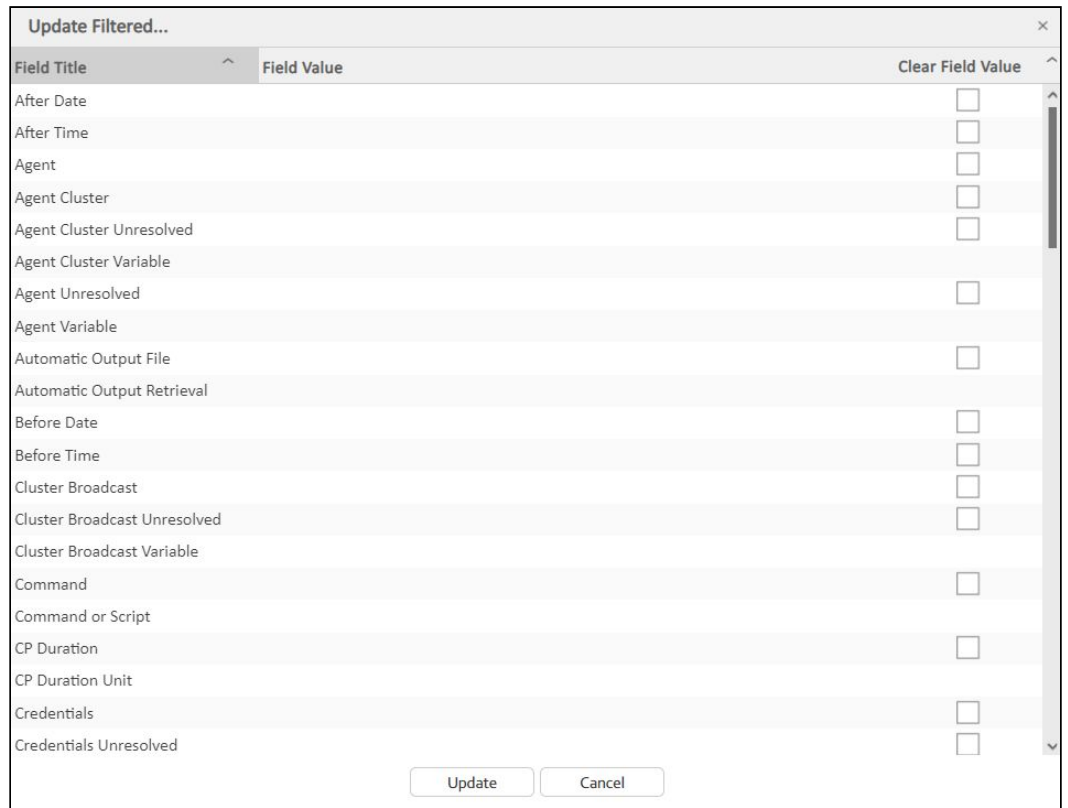 Update Filtered...
Field Title Field Value Clear Field Value
After Date
After Time
Agent
Agent Cluster
Agent Cluster Unresolved
Agent Cluster Variable
Agent Unresolved
Agent Variable
Automatic Output File
Automatic Output Retrieval
Before Date
Before Time
Cluster Broadcast
Cluster Broadcast Unresolved
Cluster Broadcast Variable
Command
Command or Script
CP Duration
CP Duration Unit
Credentials
Credentials Unresolved
Update Cancel